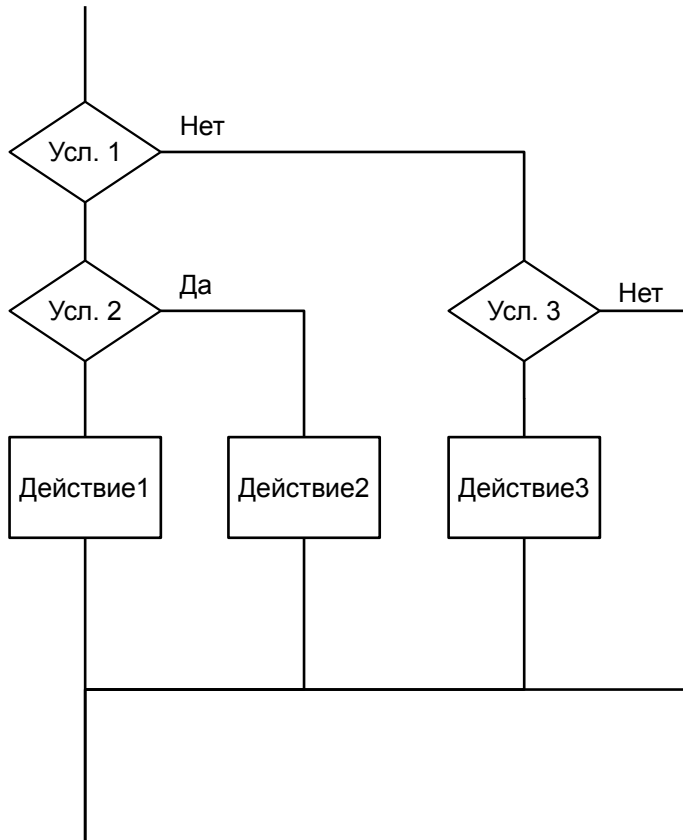 Нет
Усл. 1
Да
Усл. 2
Усл. 3
Нет
Действие1
Действие2
Действие3